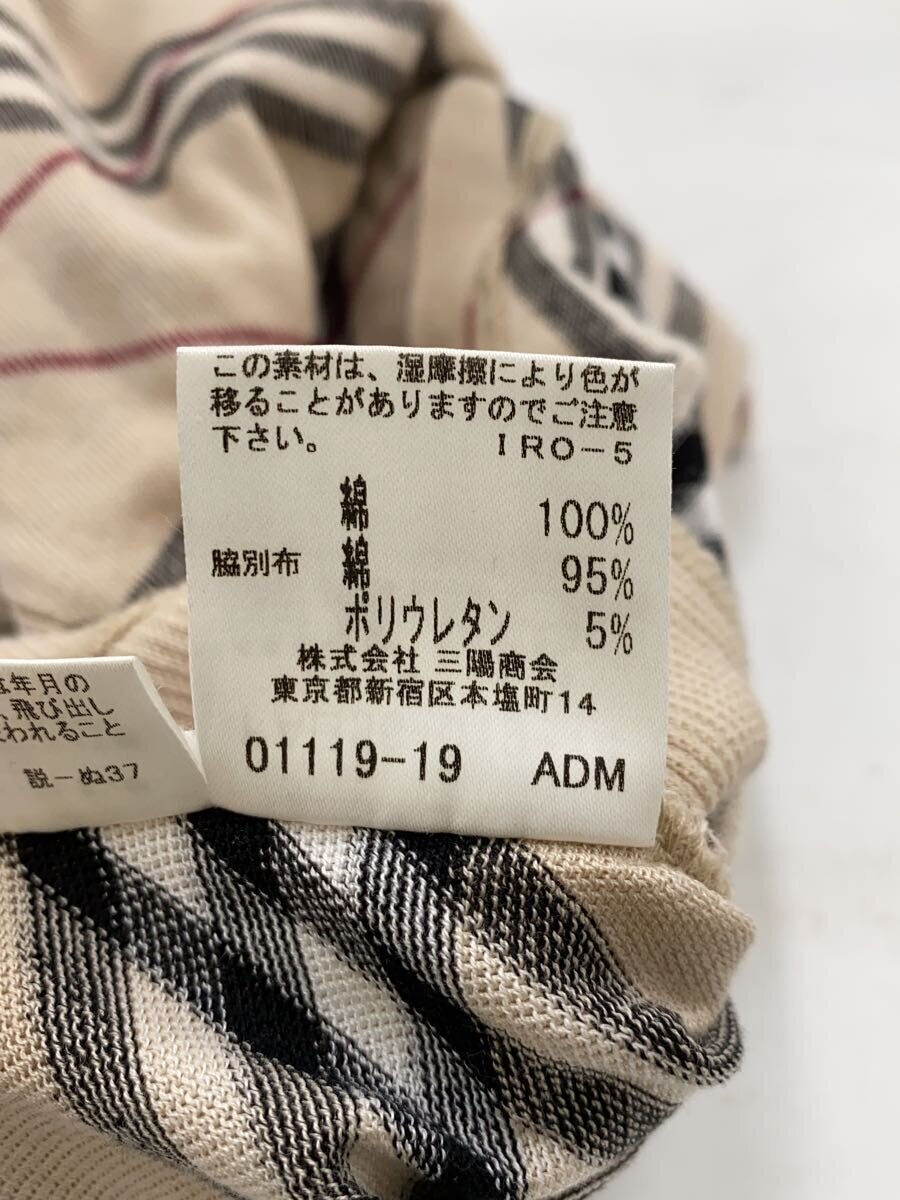 この素材は、湿摩擦により色が
移ることがありますのでご注意
下さい。 IRO-5
綿 100%
脇別布 綿 95%
ポリウレタン 5%
株式会社 三陽商会
東京都新宿区本塩町14
01119-19 ADM
年月の
飛び出し
われること
説-ぬ37